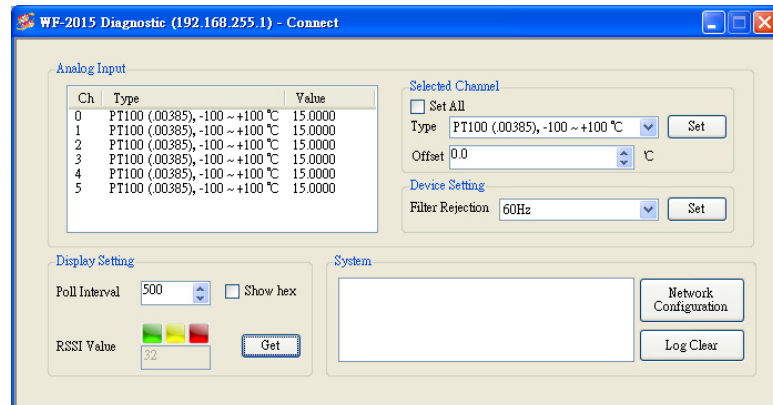 WF-2015 Diagnostic (192.168.255.1) - Connect
Analog Input
Ch Type Value
0 PT100 (.00385), -100 ~ +100 ℃ 15.0000
1 PT100 (.00385), -100 ~ +100 ℃ 15.0000
2 PT100 (.00385), -100 ~ +100 ℃ 15.0000
3 PT100 (.00385), -100 ~ +100 ℃ 15.0000
4 PT100 (.00385), -100 ~ +100 ℃ 15.0000
5 PT100 (.00385), -100 ~ +100 ℃ 15.0000
Selected Channel
Set All
Type PT100 (.00385), -100 ~ +100 ℃ Set
Offset 0.0 ℃
Device Setting
Filter Rejection 60Hz Set
Display Setting
Poll Interval 500 Show hex
RSSI Value 32 Get
System
Network
Configuration
Log Clear